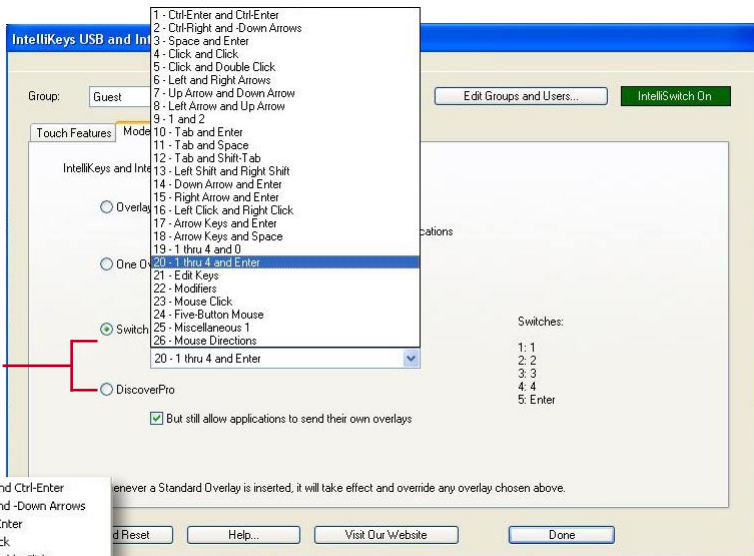 IntelliKeys USB and Int
1 - Ctrl-Enter and Ctrl-Enter
2 - Ctrl-Right and -Down Arrows
3 - Space and Enter
4 - Click and Click
5 - Click and Double Click
6 - Left and Right Arrows
7 - Up Arrow and Down Arrow
8 - Left Arrow and Up Arrow
9 - 1 and 2
10 - Tab and Enter
11 - Tab and Space
12 - Tab and Shift-Tab
13 - Left Shift and Right Shift
14 - Down Arrow and Enter
15 - Right Arrow and Enter
16 - Left Click and Right Click
17 - Arrow Keys and Enter
18 - Arrow Keys and Space
19 - 1 thru 4 and 0
20 - 1 thru 4 and Enter
21 - Edit Keys
22 - Modifiers
23 - Mouse Click
24 - Five-Button Mouse
25 - Miscellaneous 1
26 - Mouse Directions
Group: Guest
Edit Groups and Users...
IntelliSwitch On
Touch Features Mode
IntelliKeys and Inte
Overlay
cations
One Ov
Switch
20 - 1 thru 4 and Enter
Switches:
1: 1
2: 2
3: 3
4: 4
5: Enter
DiscoverPro
But still allow applications to send their own overlays
enever a Standard Overlay is inserted, it will take effect and override any overlay chosen above.
d Reset Help... Visit Our Website Done
nd Ctrl-Enter
nd -Down Arrows
Enter